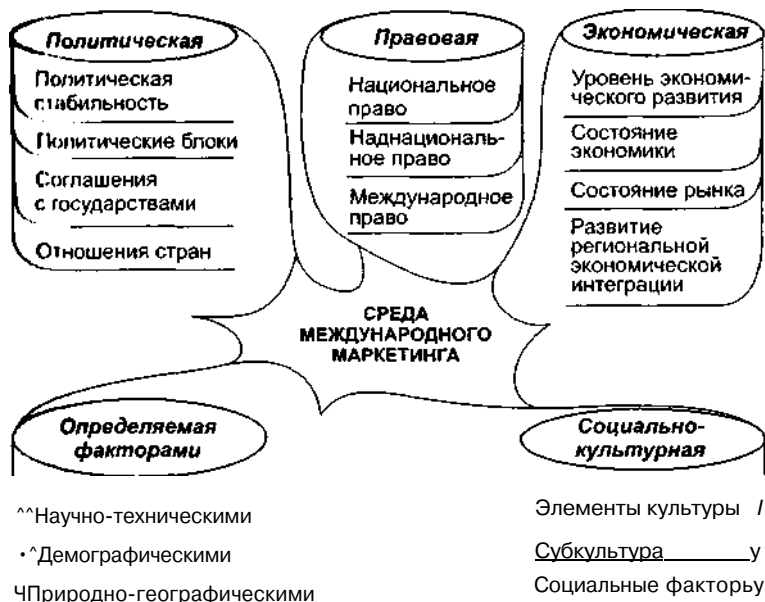 Политическая
Политическая
стабильность
Политические блоки
Соглашения
с государствами
Отношения стран
Правовая
Национальное
право
Наднациональ-
ное право
Международное
право
Экономическая
Уровень экономи-
ческого развития
Состояние
экономики
Состояние рынка
Развитие
региональной
экономической
интеграции
СРЕДА
МЕЖДУНАРОДНОГО
МАРКЕТИНГА
Определяемая
факторами
^^Научно-техническими
•^Демографическими
ЧПриродно-географическими
Социально-
культурная
Элементы культуры I
Субкультура у
Социальные факторьу